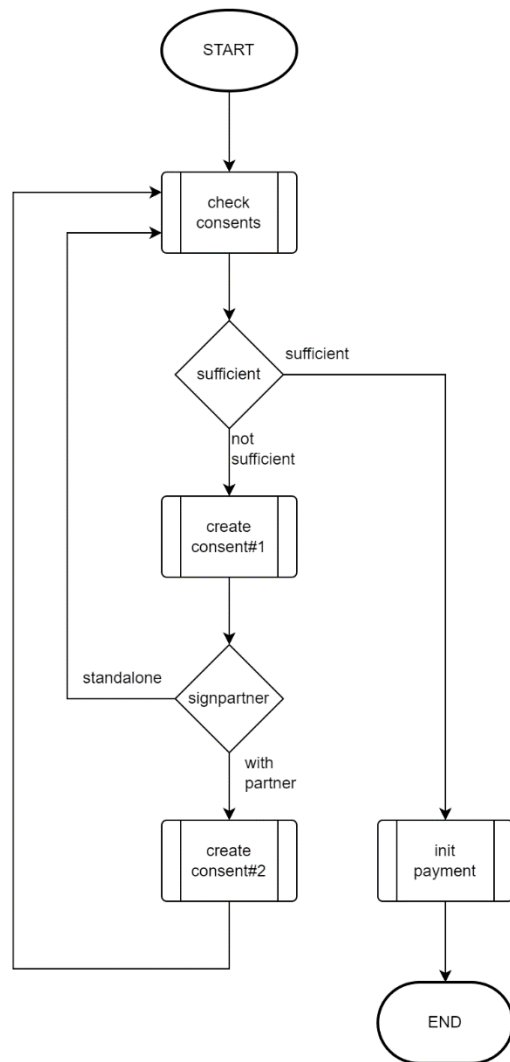 START
check
consents
sufficient
sufficient
not
sufficient
create
consent#1
standalone
signpartner
with
partner
create
consent#2
init
payment
END